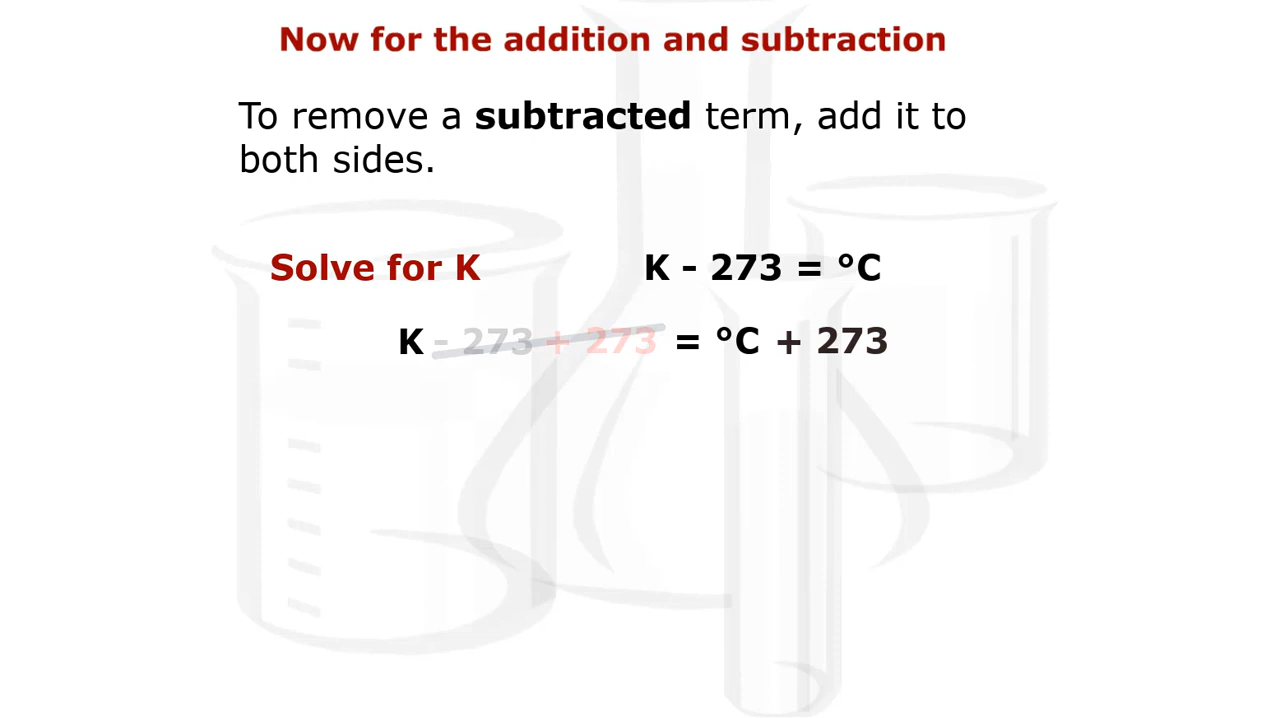 Now for the addition and subtraction
To remove a subtracted term, add it to
both sides.
Solve for K K - 273 = °C
K - 273 + 273 = °C + 273